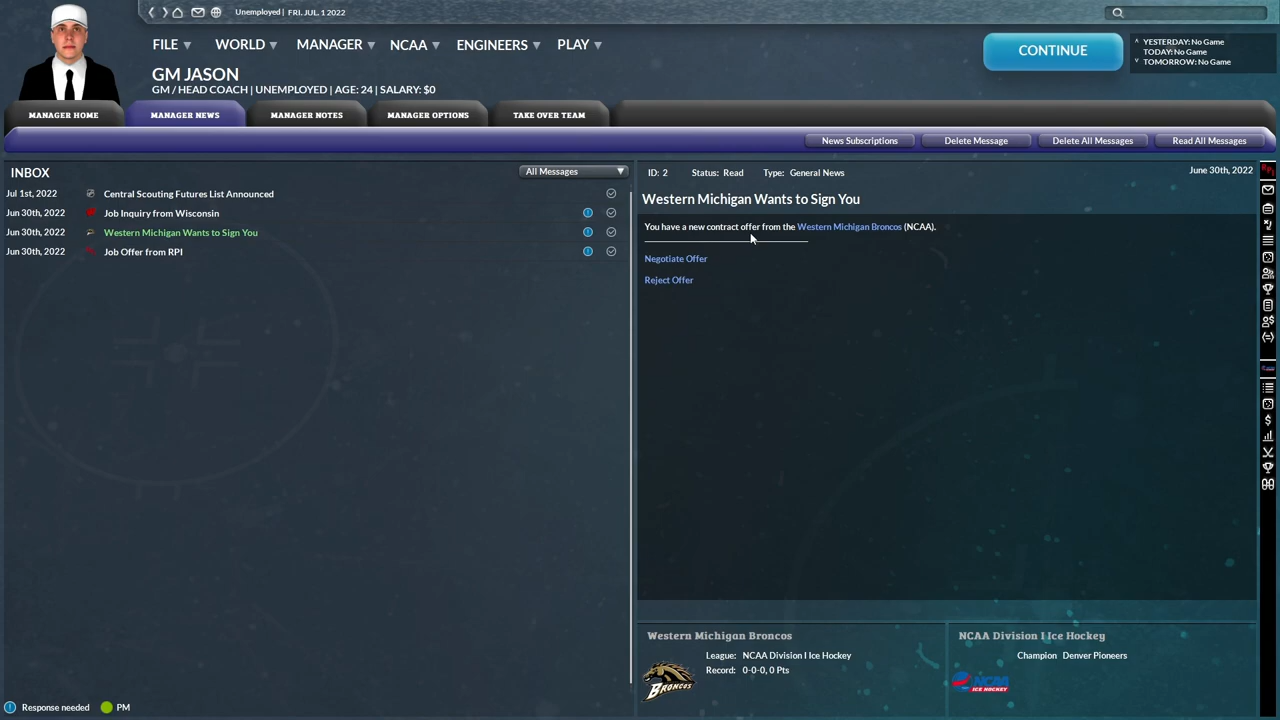 Unemployed | FRI. JUL. 1 2022
FILE WORLD MANAGER NCAA ENGINEERS PLAY
CONTINUE
YESTERDAY: No Game
TODAY: No Game
TOMORROW: No Game
GM JASON
GM / HEAD COACH | UNEMPLOYED | AGE: 24 | SALARY: $0
MANAGER HOME MANAGER NEWS MANAGER NOTES MANAGER OPTIONS TAKE OVER TEAM
News Subscriptions Delete Message Delete All Messages Read All Messages
INBOX All Messages
Jul 1st, 2022 Central Scouting Futures List Announced
Jun 30th, 2022 Job Inquiry from Wisconsin
Jun 30th, 2022 Western Michigan Wants to Sign You
Jun 30th, 2022 Job Offer from RPI
ID: 2 Status: Read Type: General News June 30th, 2022
Western Michigan Wants to Sign You
You have a new contract offer from the Western Michigan Broncos (NCAA).
Negotiate Offer
Reject Offer
Western Michigan Broncos
League: NCAA Division I Ice Hockey
Record: 0-0-0, 0 Pts
BRONCOS
NCAA Division I Ice Hockey
Champion Denver Pioneers
NCAA
ICE HOCKEY
Response needed PM